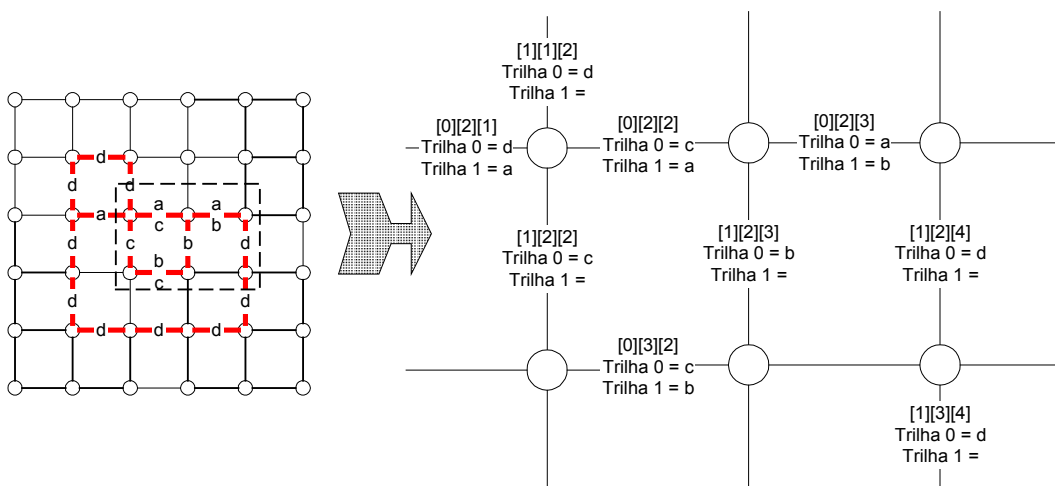 d
d
d
a
a
a
c
b
d
c
b
d
b
c
d
d
d
d
d
[1][1][2]
Trilha 0 = d
Trilha 1 =
[0][2][1]
Trilha 0 = d
Trilha 1 = a
[0][2][2]
Trilha 0 = c
Trilha 1 = a
[0][2][3]
Trilha 0 = a
Trilha 1 = b
[1][2][2]
Trilha 0 = c
Trilha 1 =
[1][2][3]
Trilha 0 = b
Trilha 1 =
[1][2][4]
Trilha 0 = d
Trilha 1 =
[0][3][2]
Trilha 0 = c
Trilha 1 = b
[1][3][4]
Trilha 0 = d
Trilha 1 =